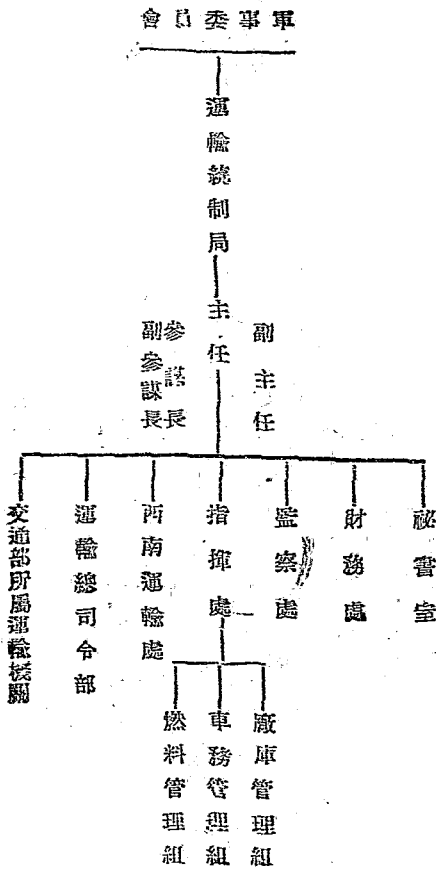 軍事委員會
運輸統制局
主任
副主任
參謀長
副參謀長
祕書室
財務處
監察處
指揮處
西南運輸處
運輸總司令部
交通部所屬運輸機關
廠庫管理組
車務管理組
燃料管理組